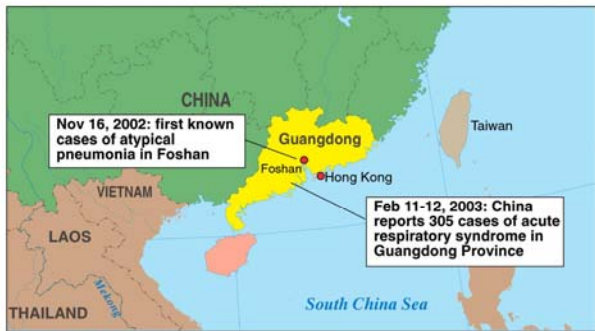 CHINA
Nov 16, 2002: first known
cases of atypical
pneumonia in Foshan
Guangdong
Foshan
Hong Kong
Taiwan
VIETNAM
LAOS
Feb 11-12, 2003: China
reports 305 cases of acute
respiratory syndrome in
Guangdong Province
THAILAND
Mekong
South China Sea